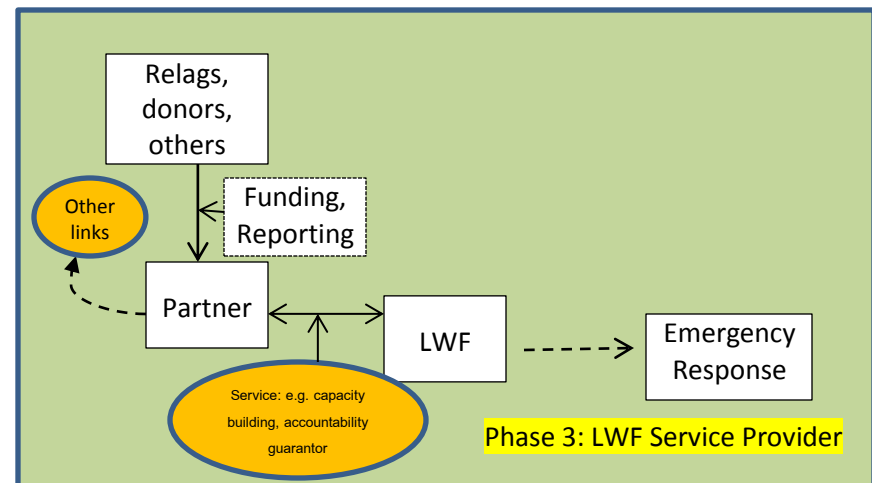 Relags,
donors,
others
Other
links
Funding,
Reporting
Partner
LWF
Emergency
Response
Service: e.g. capacity
building, accountability
guarantor
Phase 3: LWF Service Provider